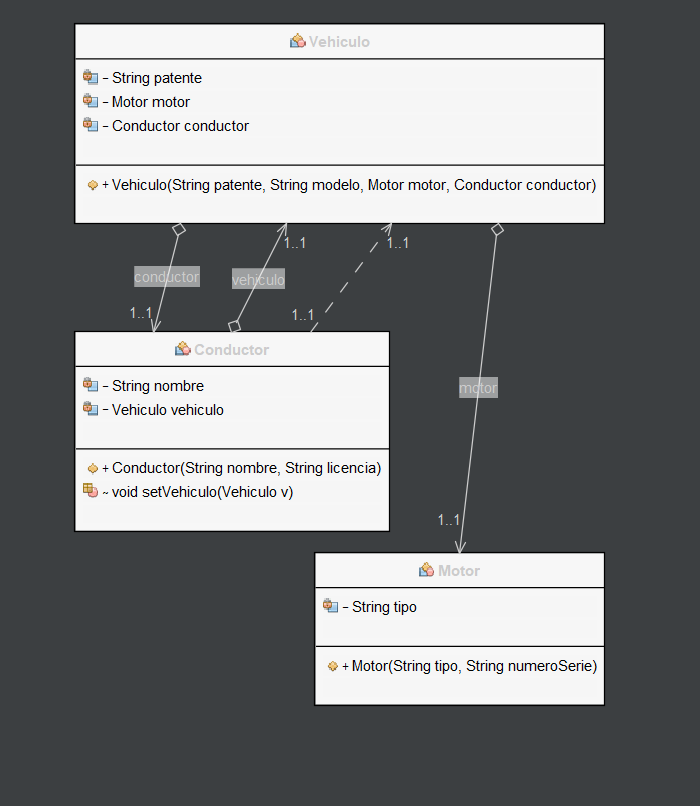 Vehiculo
- String patente
- Motor motor
- Conductor conductor
+ Vehiculo(String patente, String modelo, Motor motor, Conductor conductor)
1..1
1..1
conductor
vehiculo
1..1
1..1
Conductor
- String nombre
- Vehiculo vehiculo
motor
+ Conductor(String nombre, String licencia)
~ void setVehiculo(Vehiculo v)
1..1
Motor
- String tipo
+ Motor(String tipo, String numeroSerie)